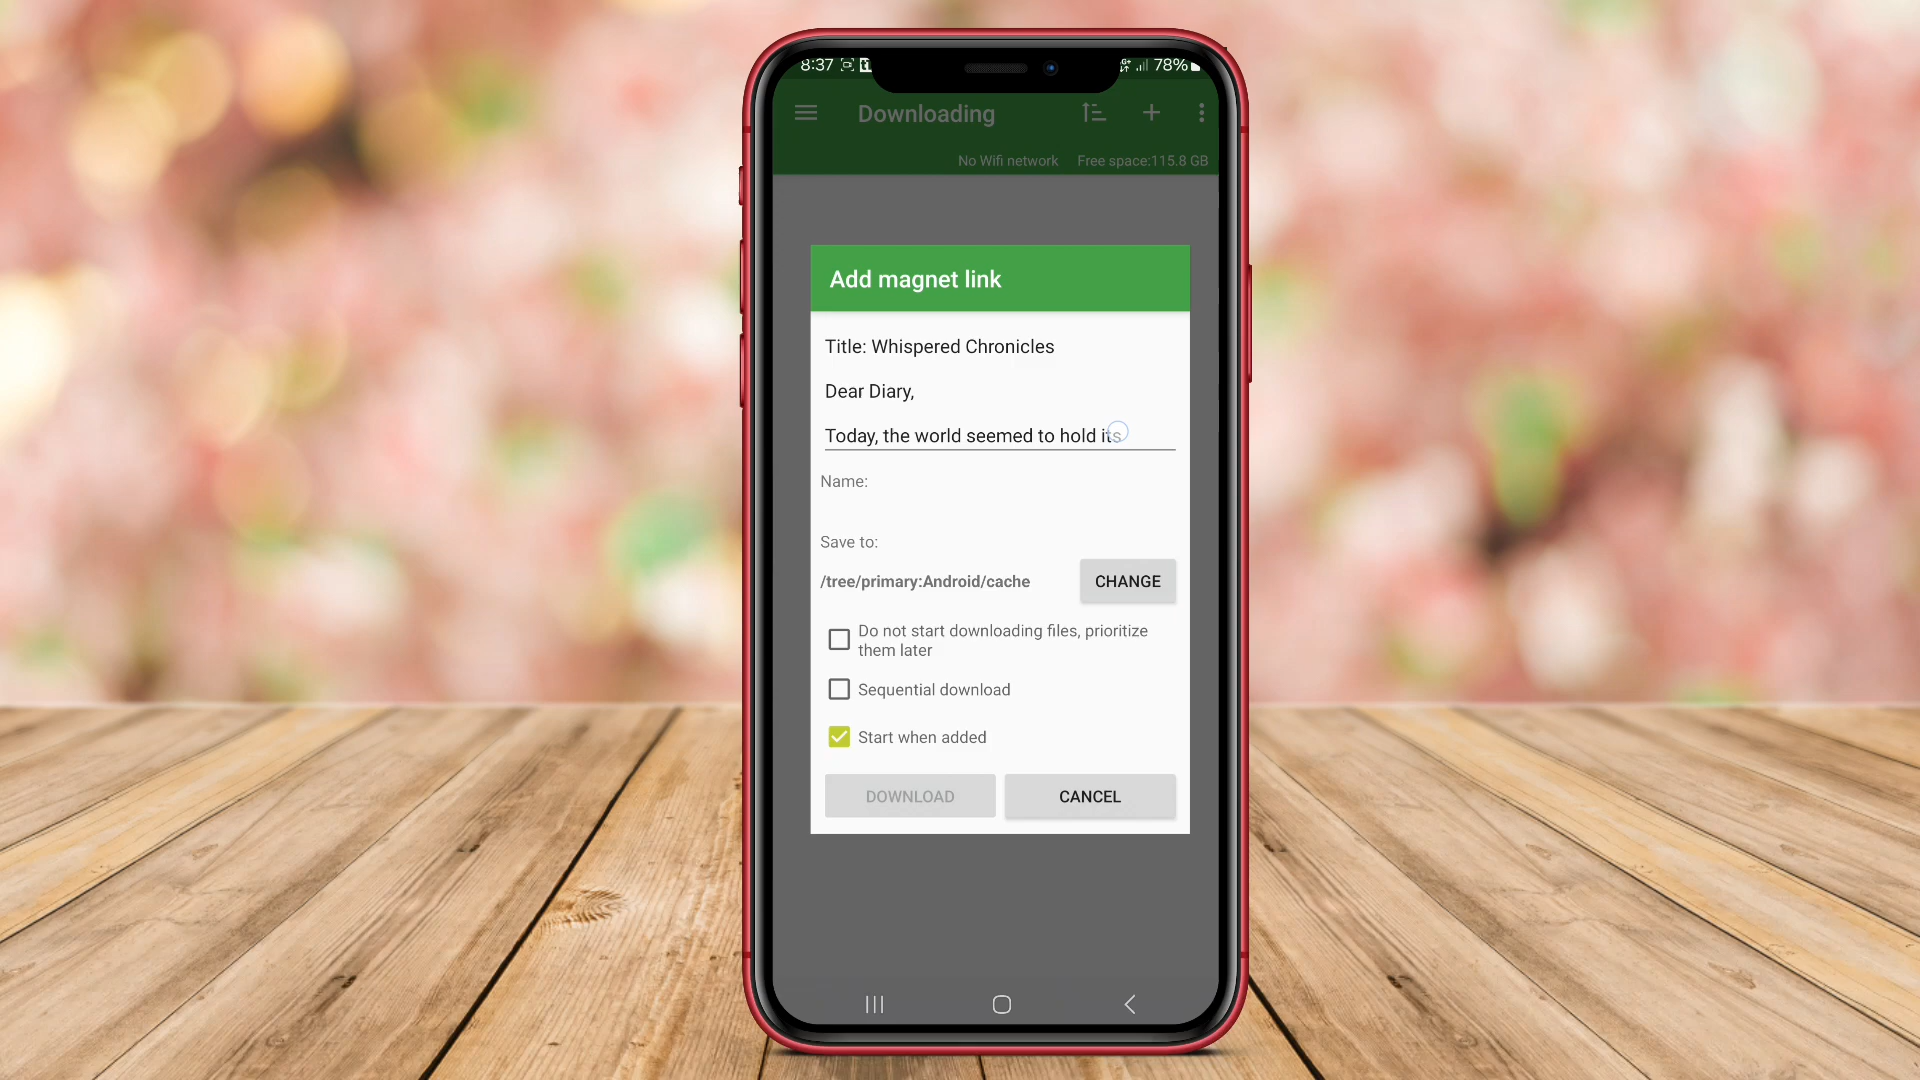 8:37 78%
Downloading
No Wifi network Free space:115.8 GB
Add magnet link
Title: Whispered Chronicles
Dear Diary,
Today, the world seemed to hold its
Name:
Save to:
/tree/primary:Android/cache CHANGE
Do not start downloading files, prioritize
them later
Sequential download
Start when added
DOWNLOAD CANCEL